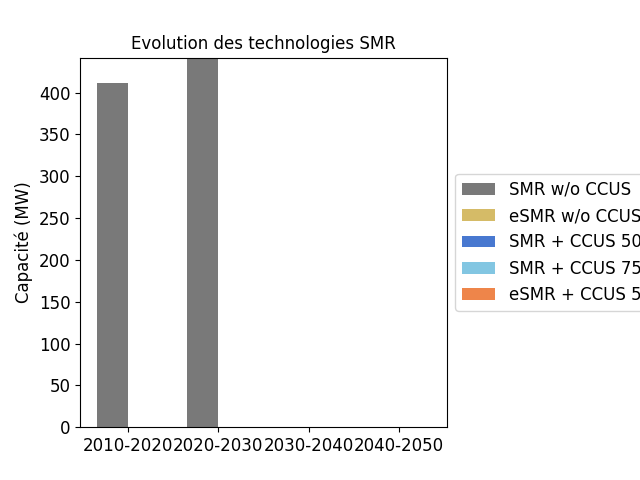 Evolution des technologies SMR
Capacité (MW)
400
350
300
250
200
150
100
50
0
2010-2020 2020-2030 2030-2040 2040-2050
SMR w/o CCUS
eSMR w/o CCUS
SMR + CCUS 50
SMR + CCUS 75
eSMR + CCUS 5